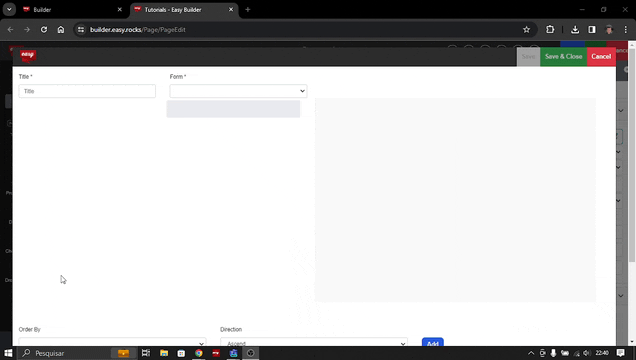 Builder
Tutorials - Easy Builder
builder.easy.rocks/Page/PageEdit
easy
Save
Save & Close
Cancel
Title *
Form *
Title
Order By
Direction
Ascend
Add
Pesquisar
22:40